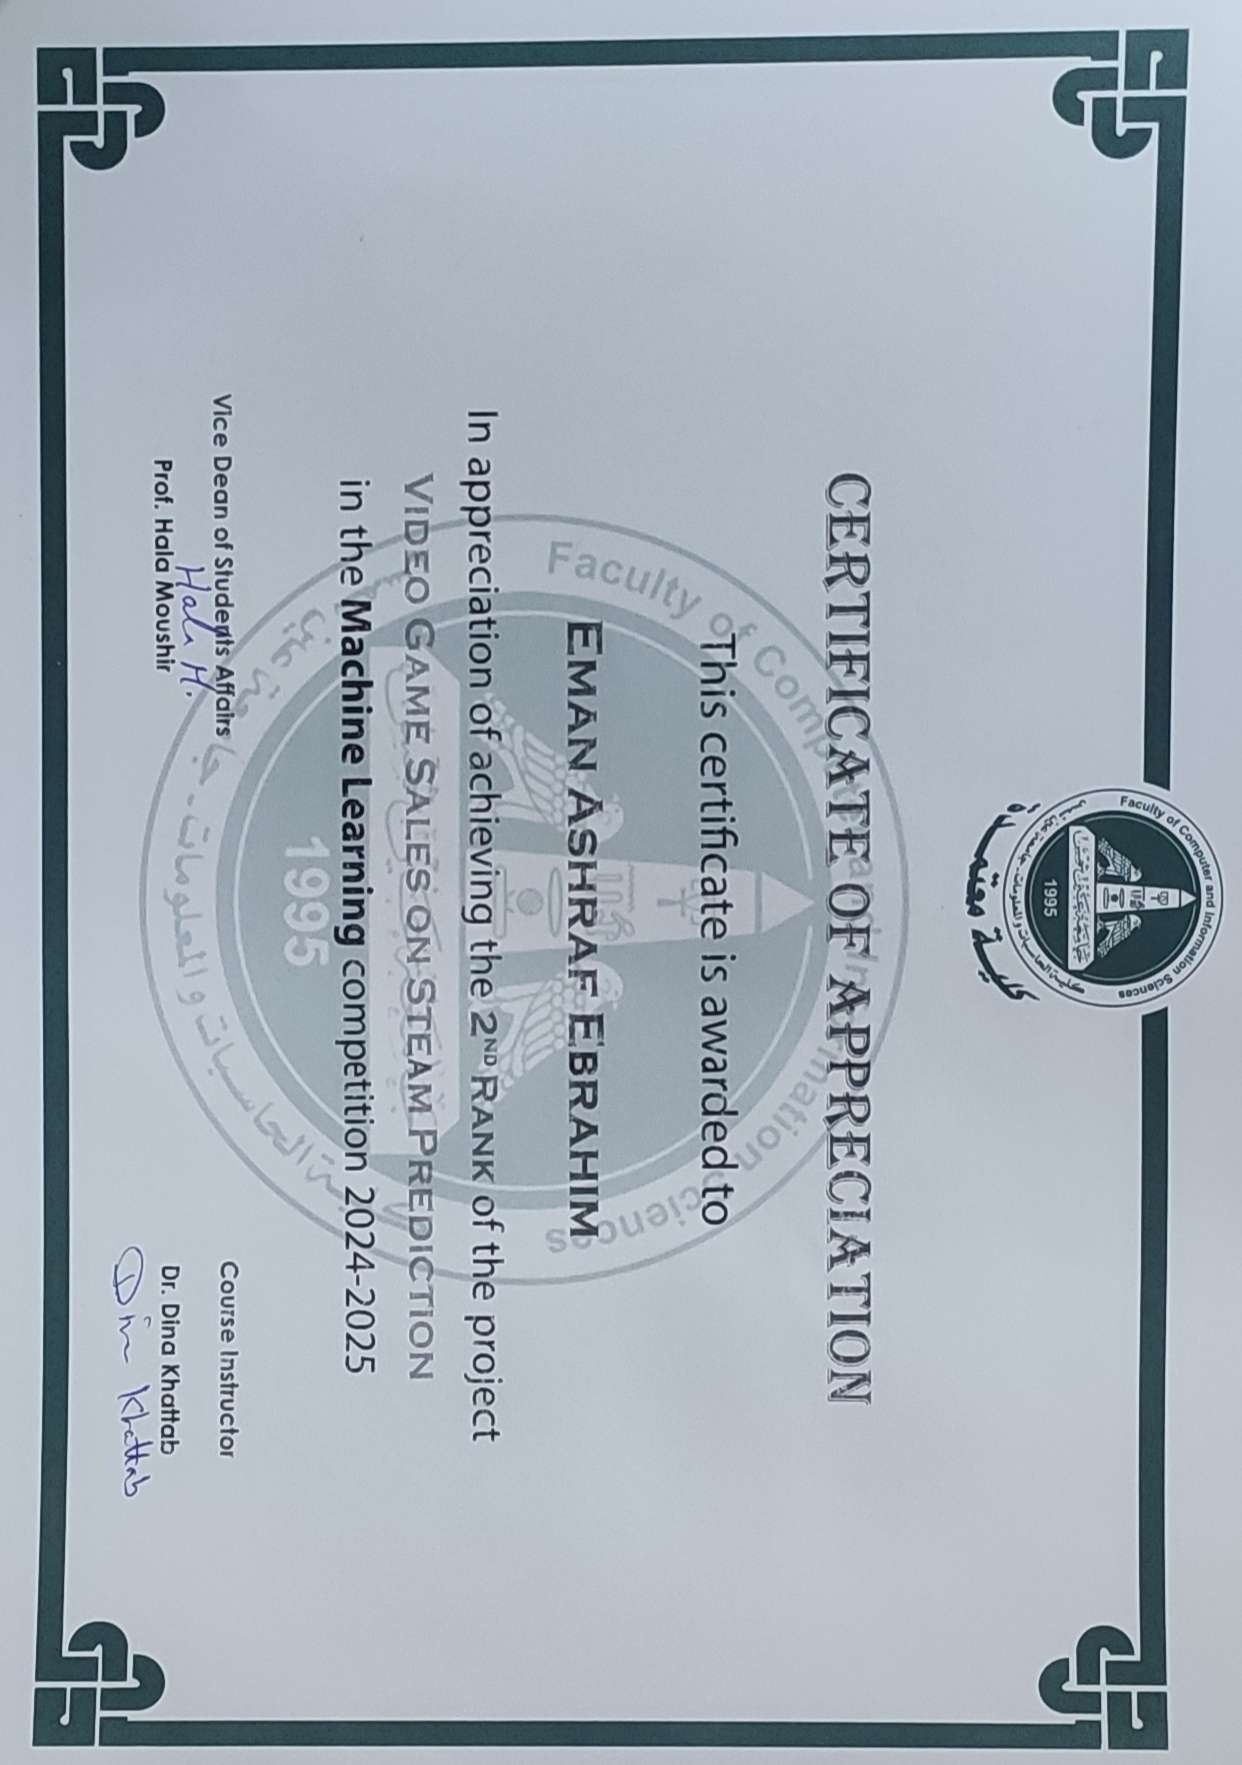 Faculty of Computer and Information Sciences
جامعة عين شمس
1995
كلية الحاسبات والمعلومات - جامعة عين شمس
كلية معتمدة
CERTIFICATE OF APPRECIATION
This certificate is awarded to
EMAN ASHRAF EBRAHIM
In appreciation of achieving the 2ND RANK of the project
VIDEO GAME SALES ON STEAM PREDICTION
in the Machine Learning competition 2024-2025
Faculty of Computer and Information Sciences
1995
كلية الحاسبات والمعلومات - جامعة عين شمس
Vice Dean of Students Affairs
Hala M.
Prof. Hala Moushir
Course Instructor
Dr. Dina Khattab
Dina Khattab